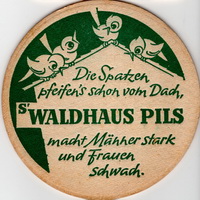 Die Spatzen
pfeifen's schon vom Dach,
s' WALDHAUS PILS
macht Männer stark
und Frauen
schwach.